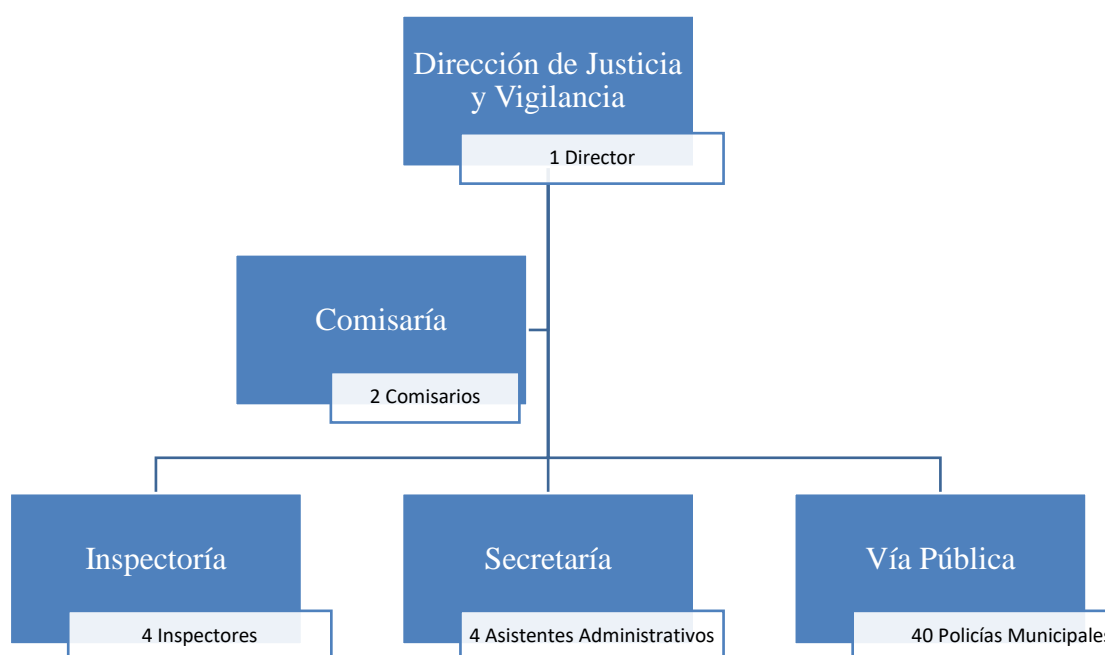 Dirección de Justicia
y Vigilancia
1 Director
Comisaría
2 Comisarios
Inspectoría
4 Inspectores
Secretaría
4 Asistentes Administrativos
Vía Pública
40 Policías Municipales